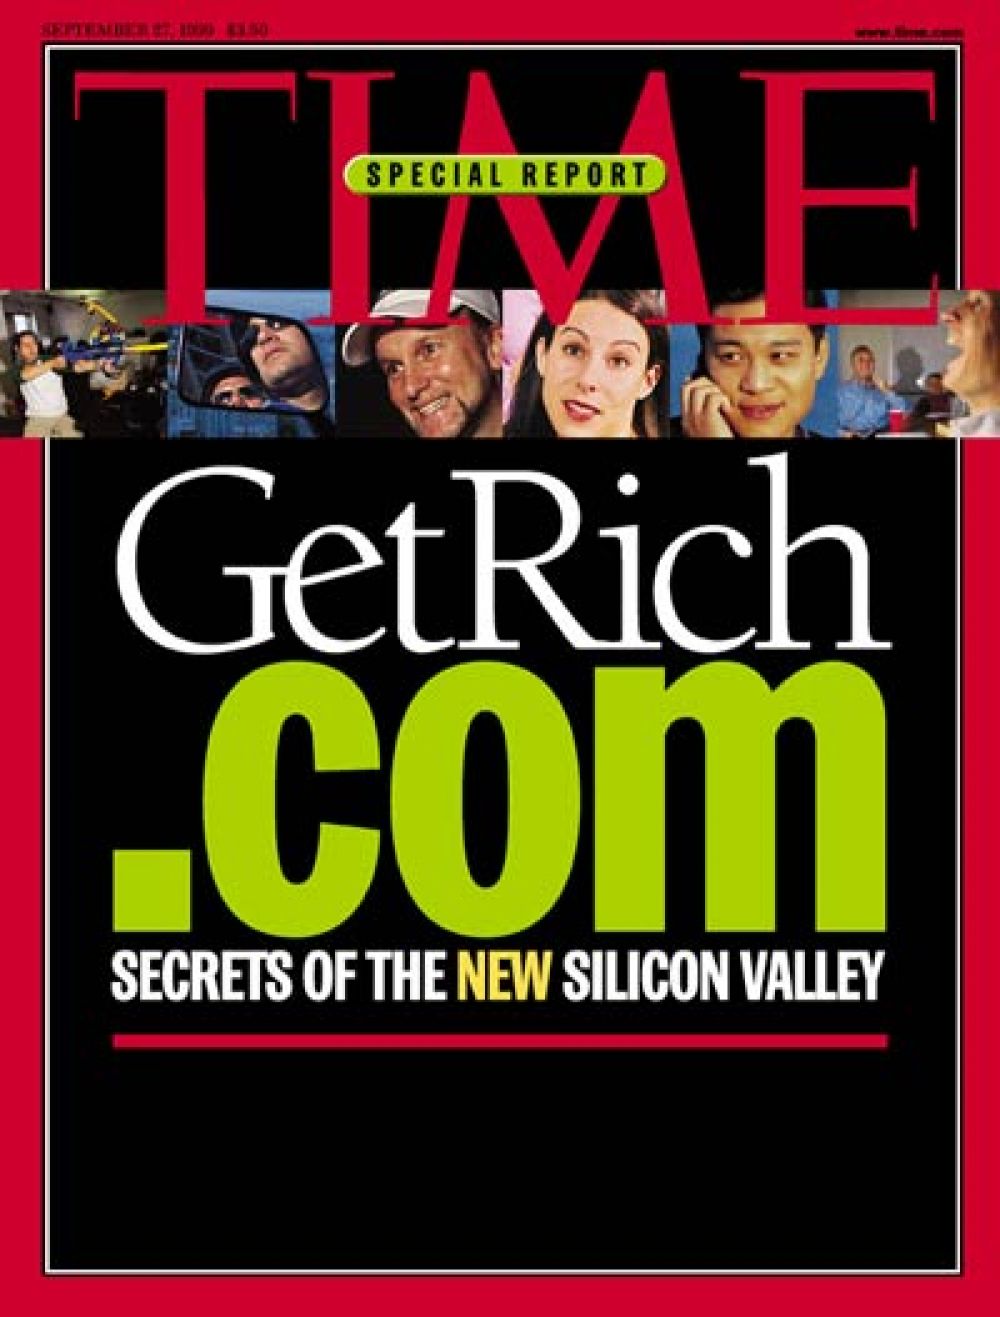 SEPTEMBER 27, 1999 $3.50
www.time.com
TIME
SPECIAL REPORT
GetRich
.com
SECRETS OF THE NEW SILICON VALLEY